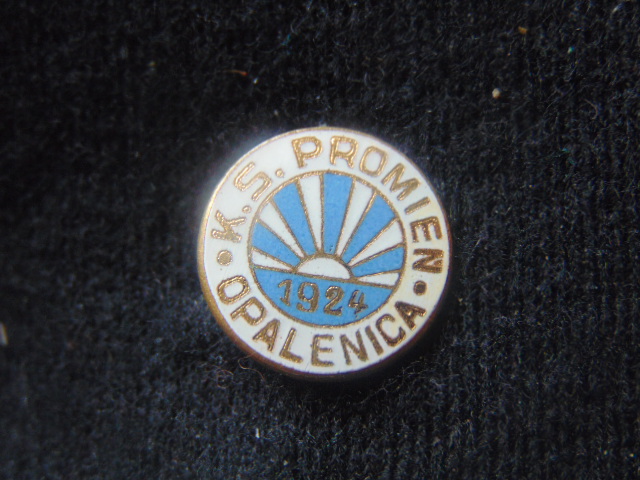 K.S. PROMIEN
OPALENICA
1924